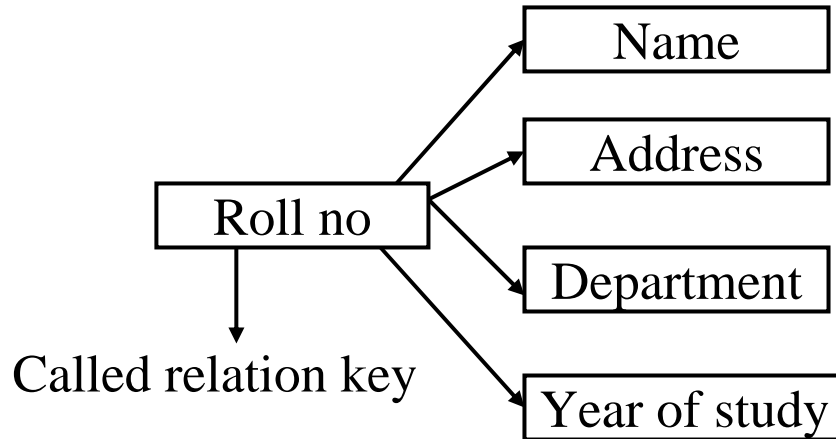 Name
Address
Roll no
Department
Called relation key
Year of study